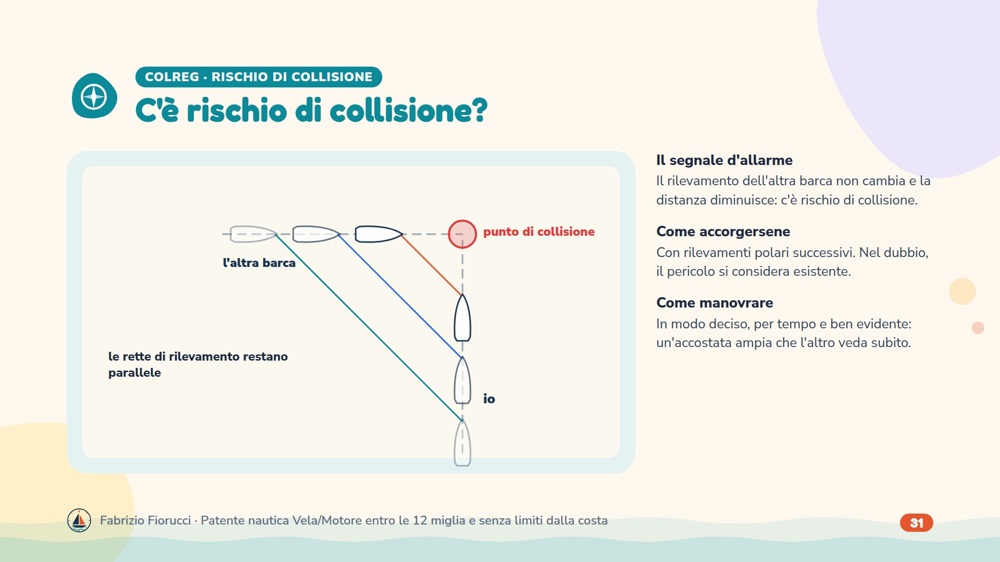 COLREG · RISCHIO DI COLLISIONE
C'è rischio di collisione?
punto di collisione
l'altra barca
le rette di rilevamento restano
parallele
io
Il segnale d'allarme
Il rilevamento dell'altra barca non cambia e la
distanza diminuisce: c'è rischio di collisione.
Come accorgersene
Con rilevamenti polari successivi. Nel dubbio,
il pericolo si considera esistente.
Come manovrare
In modo deciso, per tempo e ben evidente:
un'accostata ampia che l'altro veda subito.
Fabrizio Fiorucci · Patente nautica Vela/Motore entro le 12 miglia e senza limiti dalla costa
31